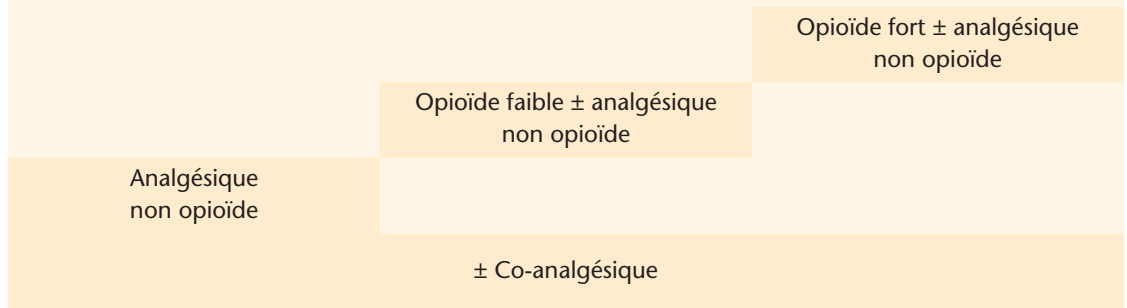 Opioïde fort ± analgésique
non opioïde
Opioïde faible ± analgésique
non opioïde
Analgésique
non opioïde
± Co-analgésique